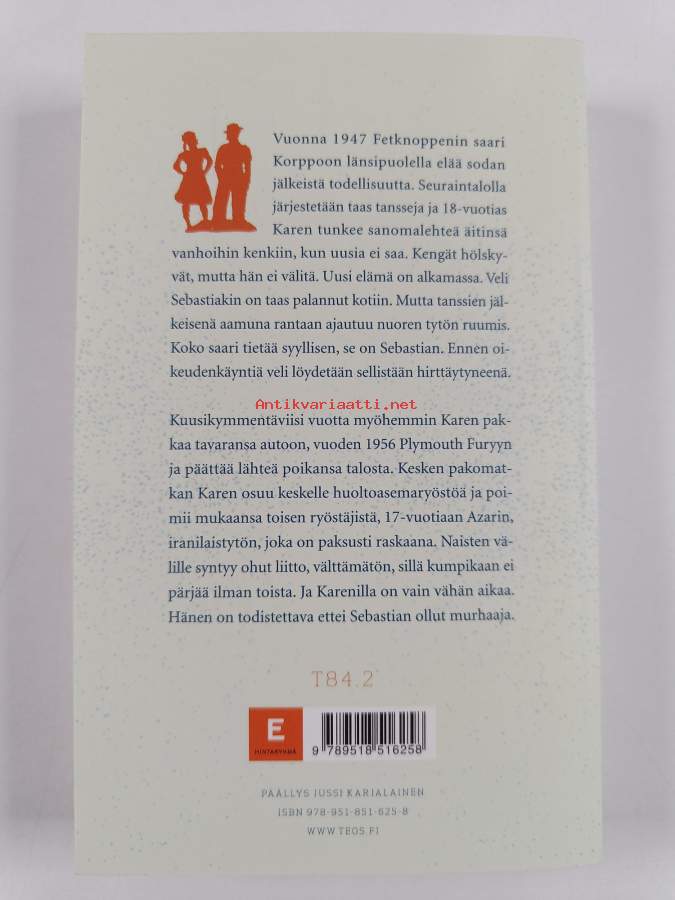 Vuonna 1947 Fetknoppenin saari
Korppoon länsipuolella elää sodan
jälkeistä todellisuutta. Seuraintalolla
järjestetään taas tansseja ja 18-vuotias
Karen tunkee sanomalehteä äitinsä
vanhoihin kenkiin, kun uusia ei saa. Kengät hölsky-
vät, mutta hän ei välitä. Uusi elämä on alkamassa. Veli
Sebastiakin on taas palannut kotiin. Mutta tanssien jäl-
keisenä aamuna rantaan ajautuu nuoren tytön ruumis.
Koko saari tietää syyllisen, se on Sebastian. Ennen oi-
keudenkäyntiä veli löydetään sellistään hirttäytyneenä.
Antikvariaatti.net
Kuusikymmentäviisi vuotta myöhemmin Karen pak-
kaa tavaransa autoon, vuoden 1956 Plymouth Furyyn
ja päättää lähteä poikansa talosta. Kesken pakomat-
kan Karen osuu keskelle huoltoasemaryöstöä ja poi-
mii mukaansa toisen ryöstäjistä, 17-vuotiaan Azarin,
iranilaistytön, joka on paksusti raskaana. Naisten vä-
lille syntyy ohut liitto, välttämätön, sillä kumpikaan ei
pärjää ilman toista. Ja Karenilla on vain vähän aikaa.
Hänen on todistettava ettei Sebastian ollut murhaaja.
T84.2
E
HINTARYHMÄ
9 789518 516258
PÄÄLLYS JUSSI KARJALAINEN
ISBN 978-951-851-625-8
WWW.TEOS.FI